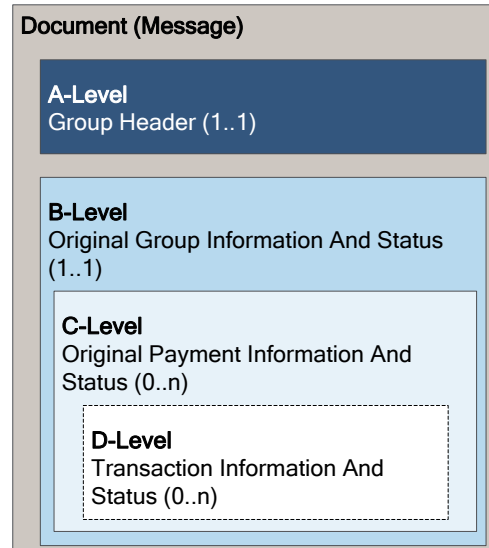 Document (Message)
A-Level
Group Header (1..1)
B-Level
Original Group Information And Status
(1..1)
C-Level
Original Payment Information And
Status (0..n)
D-Level
Transaction Information And
Status (0..n)